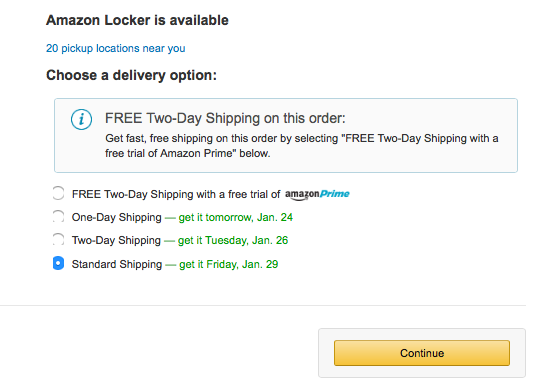 Amazon Locker is available
20 pickup locations near you
Choose a delivery option:
FREE Two-Day Shipping on this order:
Get fast, free shipping on this order by selecting "FREE Two-Day Shipping with a
free trial of Amazon Prime" below.
FREE Two-Day Shipping with a free trial of amazonPrime
One-Day Shipping — get it tomorrow, Jan. 24
Two-Day Shipping — get it Tuesday, Jan. 26
Standard Shipping — get it Friday, Jan. 29
Continue